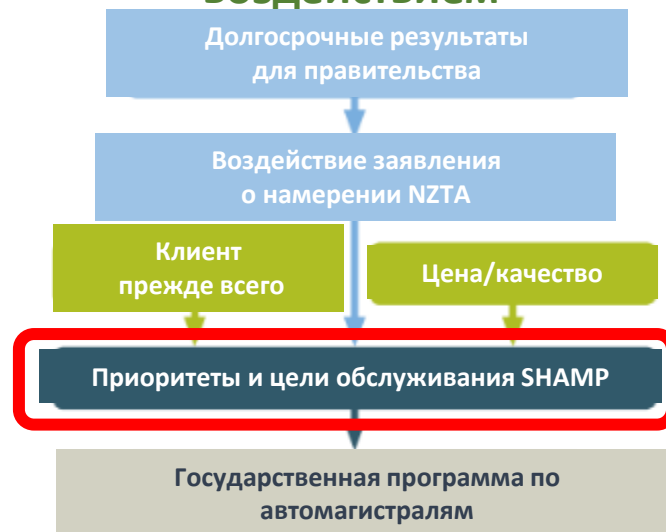 воздействием
Долгосрочные результаты
для правительства
Воздействие заявления
о намерении NZTA
Клиент
прежде всего
Цена/качество
Приоритеты и цели обслуживания SHAMP
Государственная программа по
автомагистралям